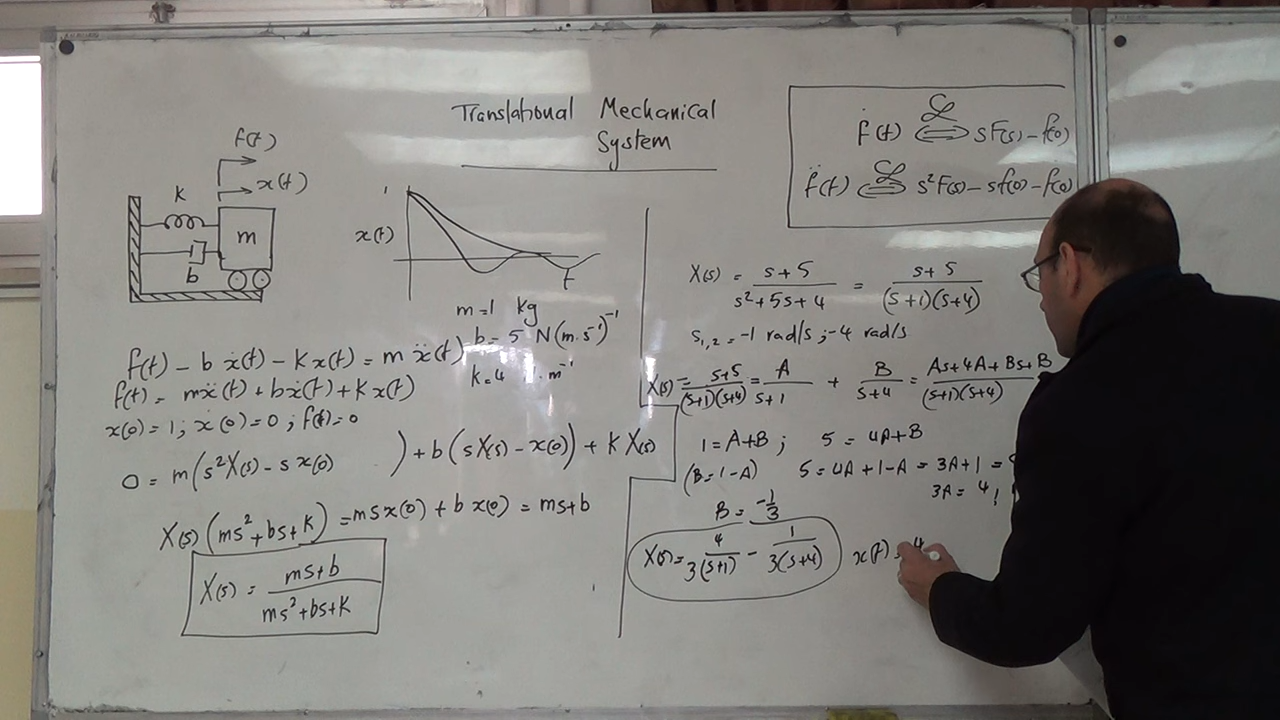 Translational Mechanical
System
f(t)
x(t)
k
m
b
1
x(t)
t
m=1 kg
b=5 N(m.s⁻¹)⁻¹
k=4 m⁻¹
f(t) − b ẋ(t) − k x(t) = m ẍ(t)
f(t) = mẍ(t) + bẋ(t) + k x(t)
x(0)=1; ẋ(0)=0; f(t)=0
0 = m(s²X(s) − s x(0) ) + b(sX(s) − x(0)) + k X(s)
X(s)(ms²+bs+k) = msx(0) + b x(0) = ms+b
X(s) = (ms+b)/(ms²+bs+k)
ḟ(t) ⟺ℒ sF(s) − f(0)
f̈(t) ⟺ℒ s²F(s) − sf(0) − ḟ(0)
X(s) = (s+5)/(s²+5s+4) = (s+5)/((s+1)(s+4))
s₁,₂ = −1 rad/s; −4 rad/s
X(s) = (s+5)/((s+1)(s+4)) = A/(s+1) + B/(s+4) = (As+4A+Bs+B)/((s+1)(s+4))
1 = A+B; 5 = 4A+B
(B=1−A) 5 = 4A+1−A = 3A+1 =
3A = 4;
B = −1/3
X(s) = 4/(3(s+1)) − 1/(3(s+4)) x(t) = 4